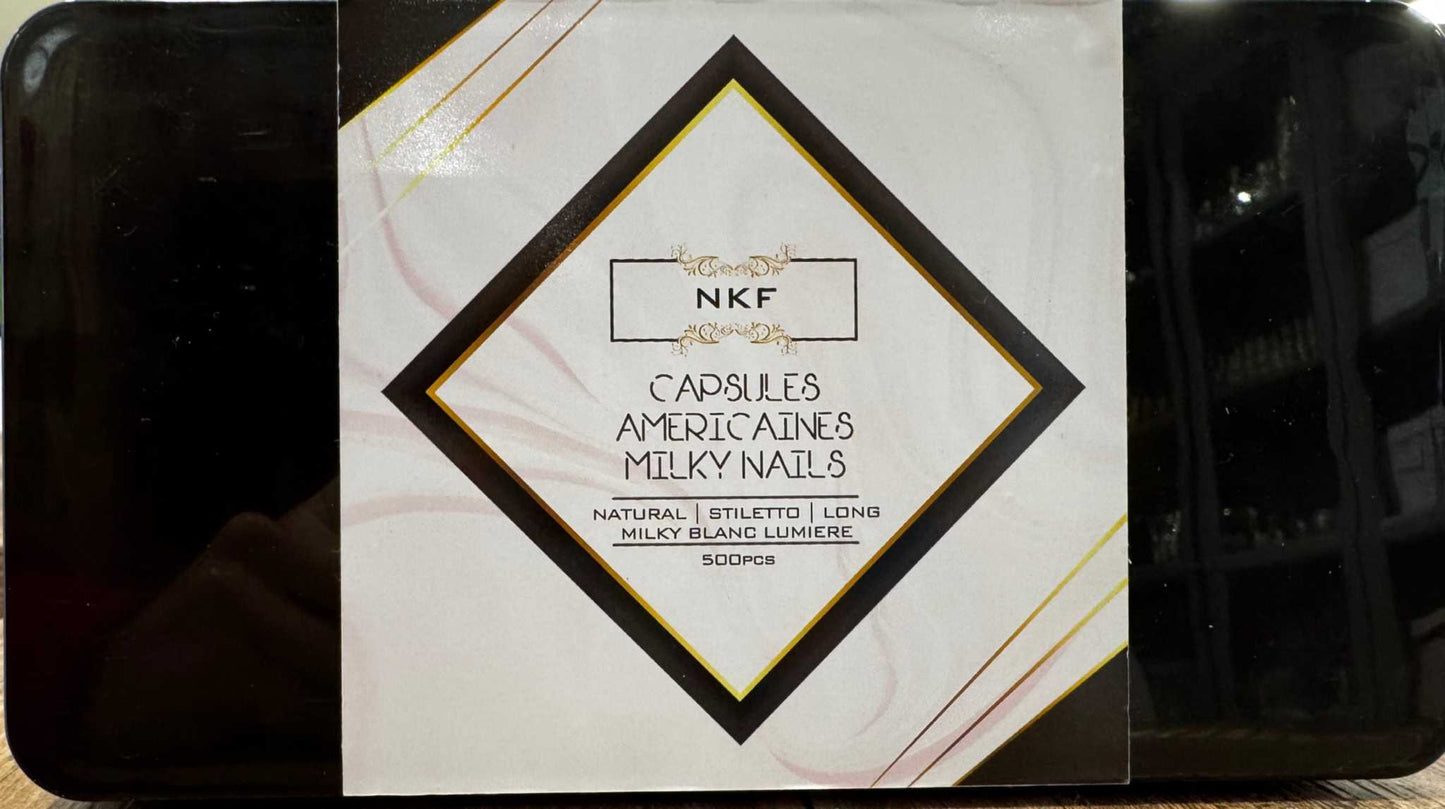 NKF
CAPSULES
AMERICAINES
MILKY NAILS
NATURAL | STILETTO | LONG
MILKY BLANC LUMIERE
500PCS